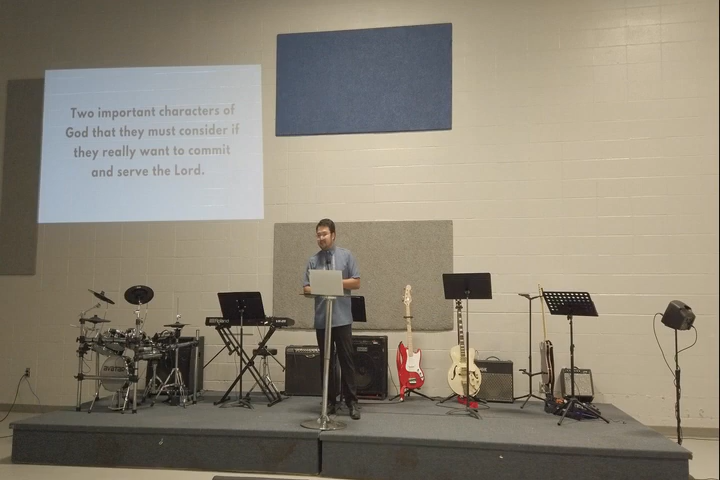 Two important characters of
God that they must consider if
they really want to commit
and serve the Lord.
Roland